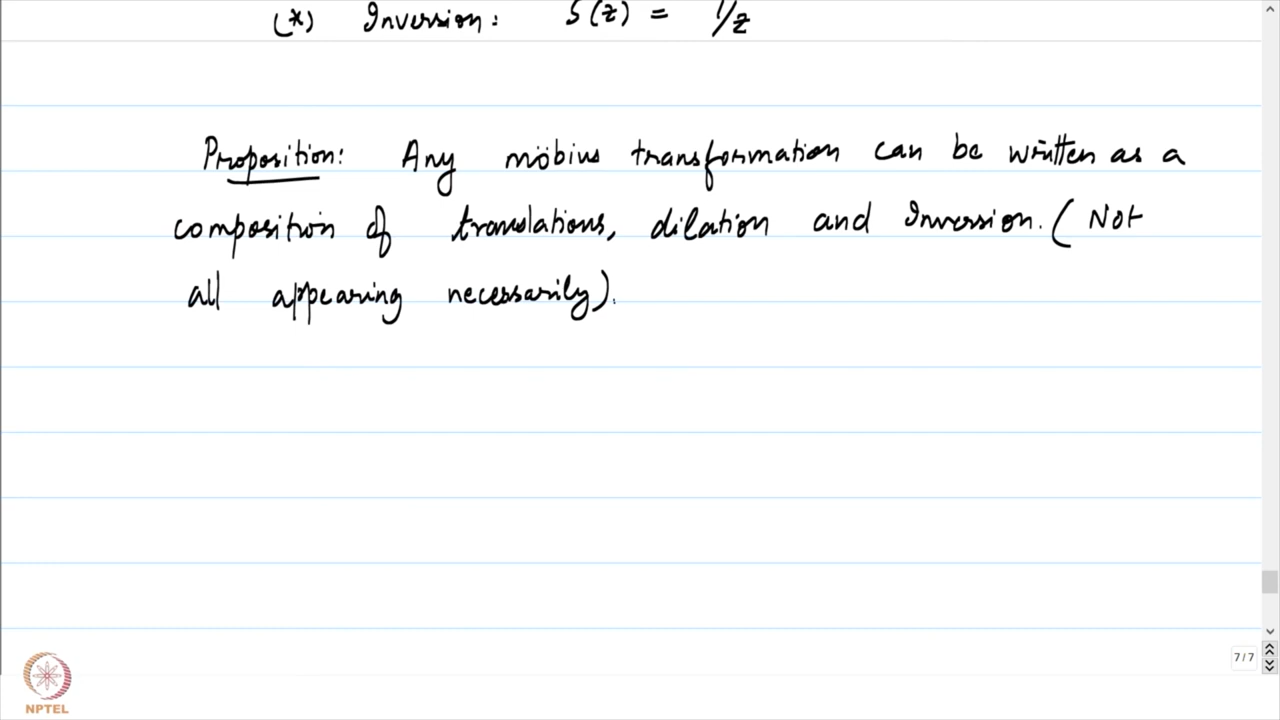 (*) Inversion: S(z) = 1/z
Proposition: Any möbius transformation can be written as a
composition of translations, dilation and Inversion. ( Not
all appearing necessarily).
7/7
NPTEL